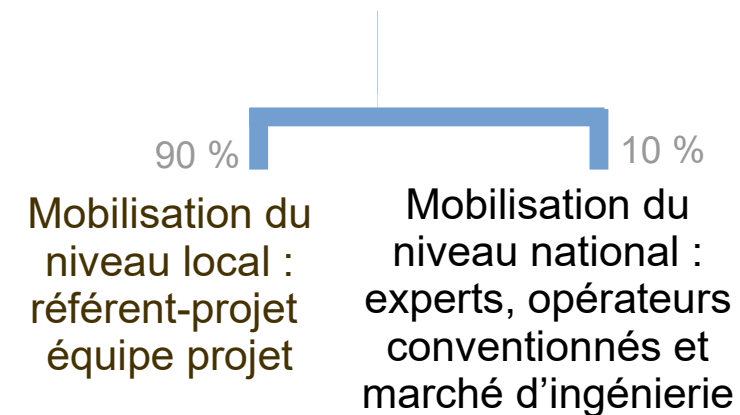 90 %
10 %
Mobilisation du
niveau local :
référent-projet
équipe projet
Mobilisation du
niveau national :
experts, opérateurs
conventionnés et
marché d’ingénierie